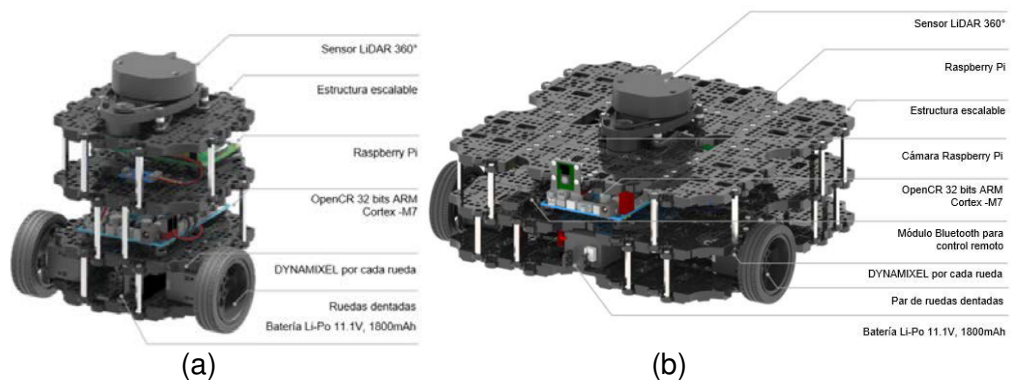 Sensor LiDAR 360°
Estructura escalable
Raspberry Pi
OpenCR 32 bits ARM
Cortex -M7
DYNAMIXEL por cada rueda
Ruedas dentadas
Batería Li-Po 11.1V, 1800mAh
(a)
Sensor LiDAR 360°
Raspberry Pi
Estructura escalable
Cámara Raspberry Pi
OpenCR 32 bits ARM
Cortex -M7
Módulo Bluetooth para
control remoto
DYNAMIXEL por cada rueda
Par de ruedas dentadas
Batería Li-Po 11.1V, 1800mAh
(b)